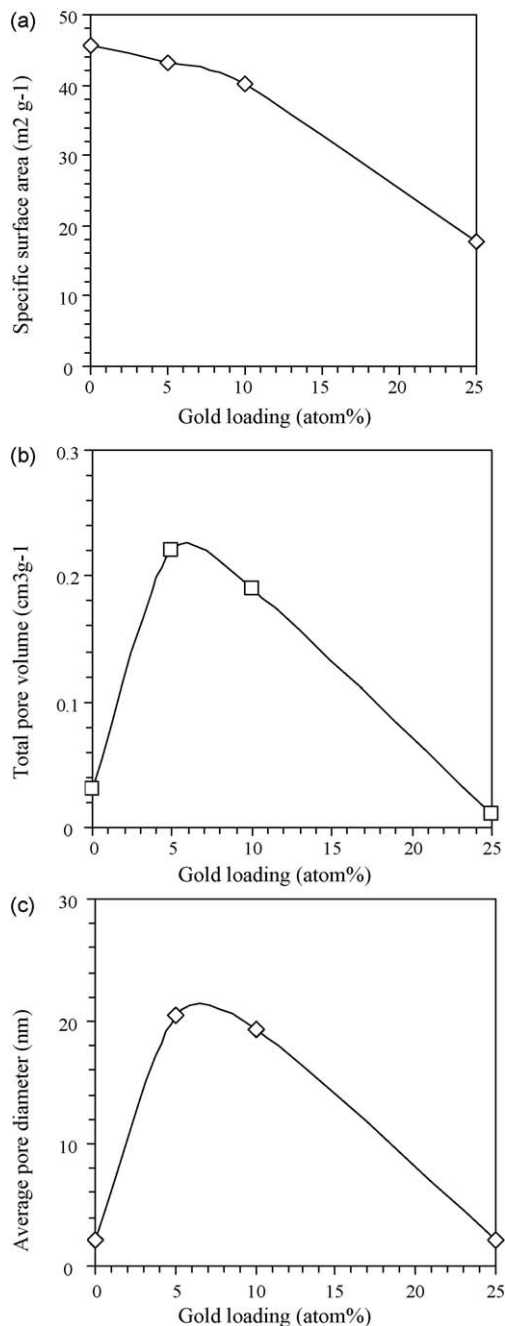 (a)
50
40
30
20
10
0
Specific surface area (m2 g-1)
0 5 10 15 20 25
Gold loading (atom%)
(b)
0.3
0.2
0.1
0
Total pore volume (cm3g-1
0 5 10 15 20 25
Gold loading (atom%)
(c)
30
20
10
0
Average pore diameter (nm)
0 5 10 15 20 25
Gold loading (atom%)